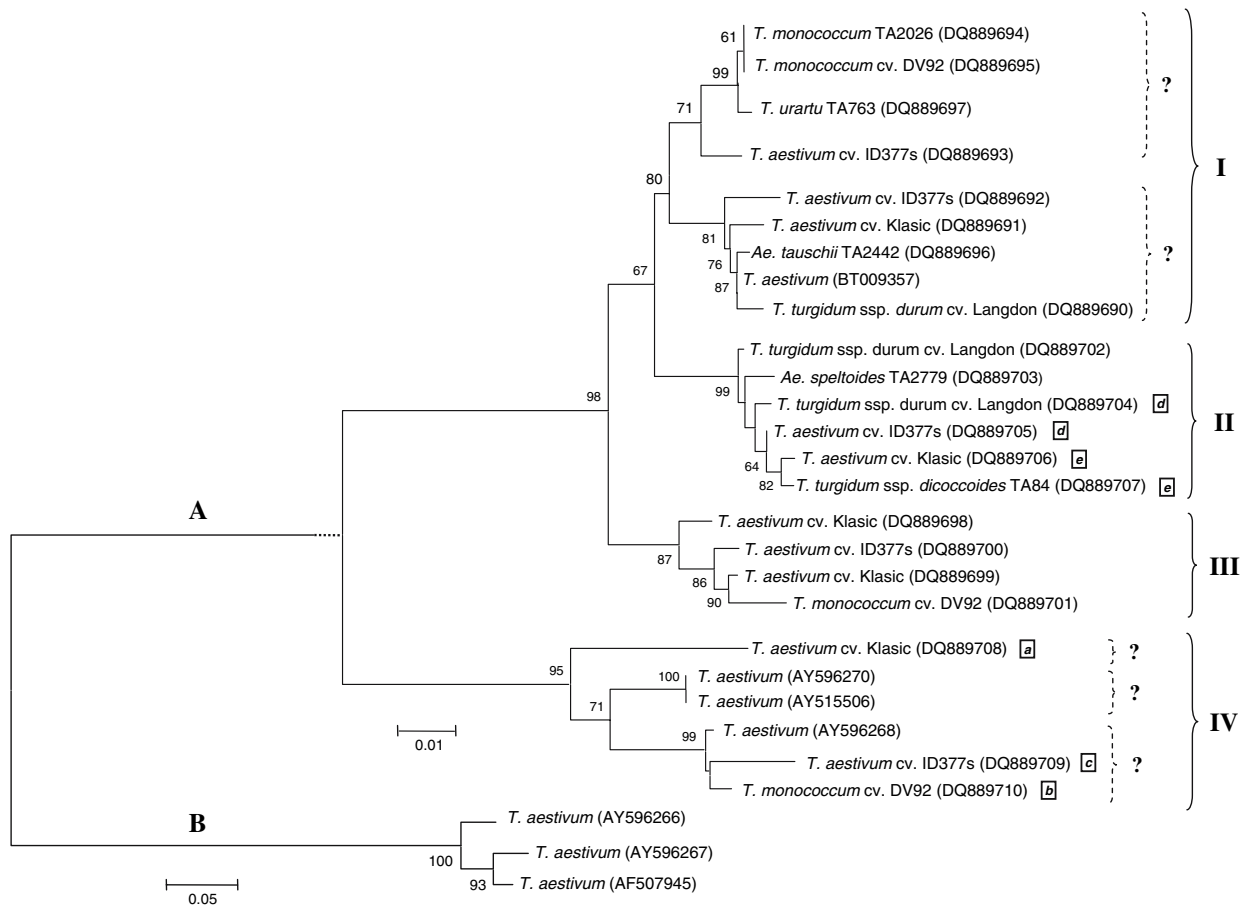 61
T. monococcum TA2026 (DQ889694)
T. monococcum cv. DV92 (DQ889695)
99
?
T. urartu TA763 (DQ889697)
71
T. aestivum cv. ID377s (DQ889693)
I
80
T. aestivum cv. ID377s (DQ889692)
T. aestivum cv. Klasic (DQ889691)
81
Ae. tauschii TA2442 (DQ889696)
?
76
67
T. aestivum (BT009357)
87
T. turgidum ssp. durum cv. Langdon (DQ889690)
T. turgidum ssp. durum cv. Langdon (DQ889702)
Ae. speltoides TA2779 (DQ889703)
99
98
T. turgidum ssp. durum cv. Langdon (DQ889704) d
II
T. aestivum cv. ID377s (DQ889705) d
T. aestivum cv. Klasic (DQ889706) e
64
82
T. turgidum ssp. dicoccoides TA84 (DQ889707) e
A
T. aestivum cv. Klasic (DQ889698)
T. aestivum cv. ID377s (DQ889700)
87
III
T. aestivum cv. Klasic (DQ889699)
86
90
T. monococcum cv. DV92 (DQ889701)
T. aestivum cv. Klasic (DQ889708) a
?
95
100
T. aestivum (AY596270)
?
T. aestivum (AY515506)
71
IV
T. aestivum (AY596268)
99
0.01
T. aestivum cv. ID377s (DQ889709) c
?
T. monococcum cv. DV92 (DQ889710) b
B
T. aestivum (AY596266)
T. aestivum (AY596267)
100
93
T. aestivum (AF507945)
0.05